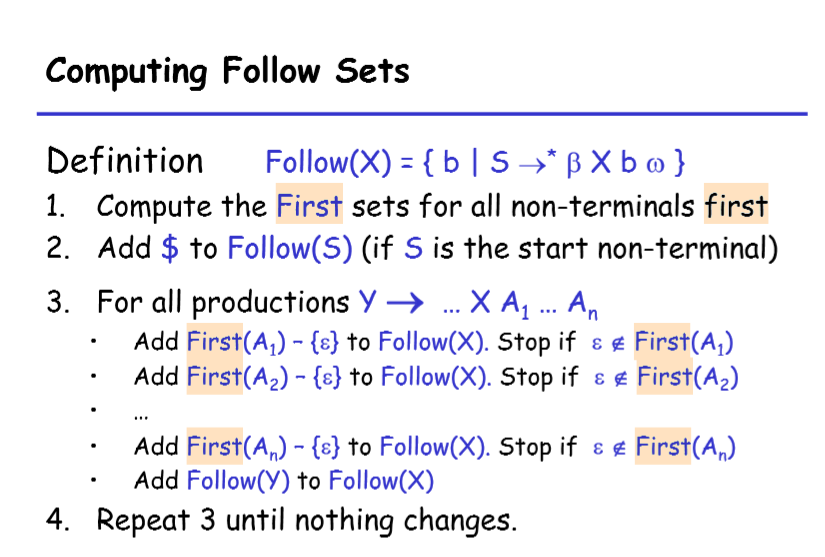 Computing Follow Sets
Definition Follow(X) = { b | S →* β X b ω }
1. Compute the First sets for all non-terminals first
2. Add $ to Follow(S) (if S is the start non-terminal)
3. For all productions Y → ... X A₁ ... Aₙ
• Add First(A₁) - {ε} to Follow(X). Stop if ε ∉ First(A₁)
• Add First(A₂) - {ε} to Follow(X). Stop if ε ∉ First(A₂)
• ...
• Add First(Aₙ) - {ε} to Follow(X). Stop if ε ∉ First(Aₙ)
• Add Follow(Y) to Follow(X)
4. Repeat 3 until nothing changes.